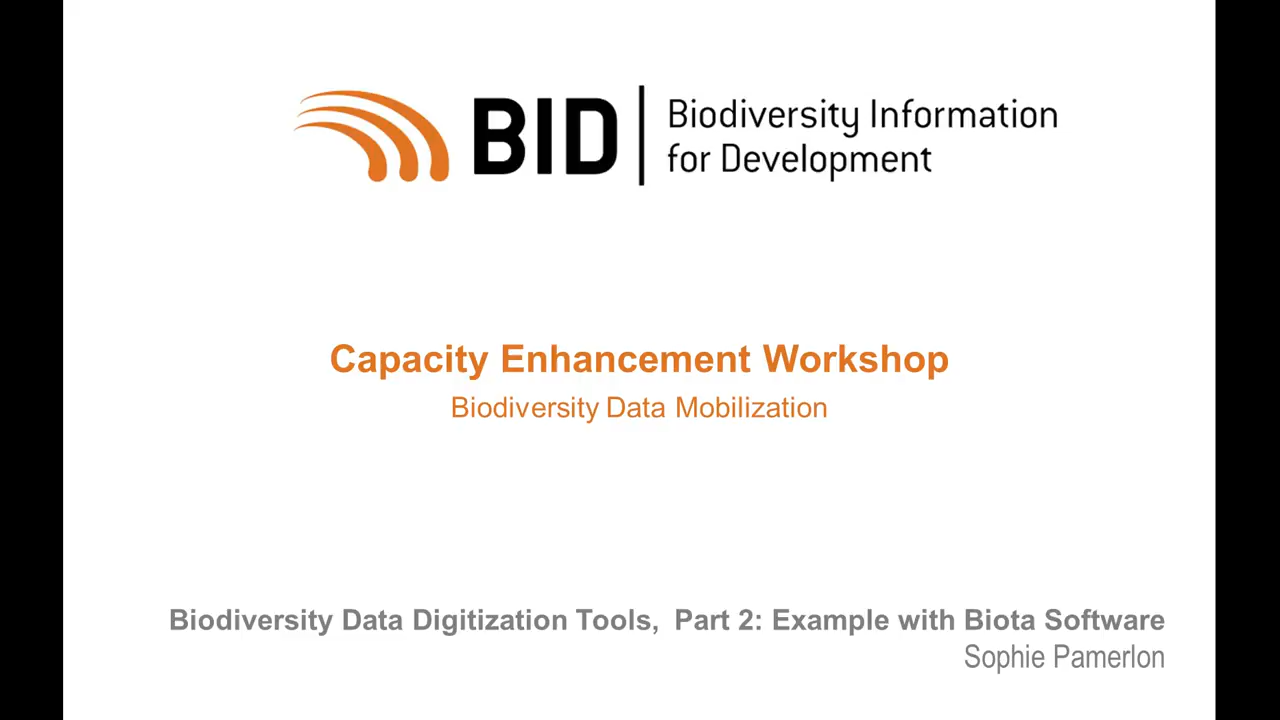 BID
Biodiversity Information
for Development
Capacity Enhancement Workshop
Biodiversity Data Mobilization
Biodiversity Data Digitization Tools,  Part 2: Example with Biota Software
Sophie Pamerlon